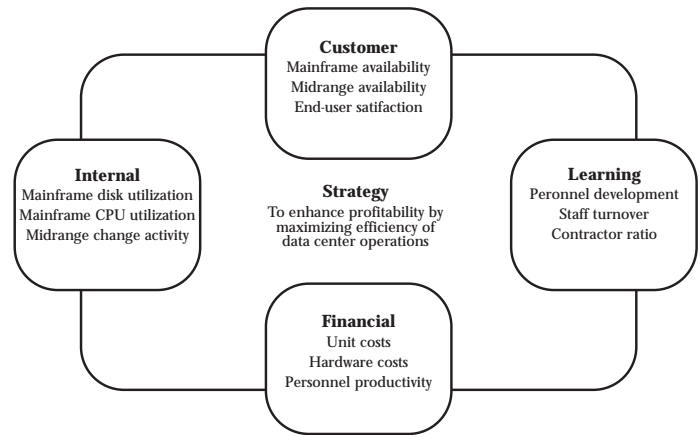 Customer
Mainframe availability
Midrange availability
End-user satifaction
Internal
Mainframe disk utilization
Mainframe CPU utilization
Midrange change activity
Strategy
To enhance profitability by
maximizing efficiency of
data center operations
Learning
Peronnel development
Staff turnover
Contractor ratio
Financial
Unit costs
Hardware costs
Personnel productivity